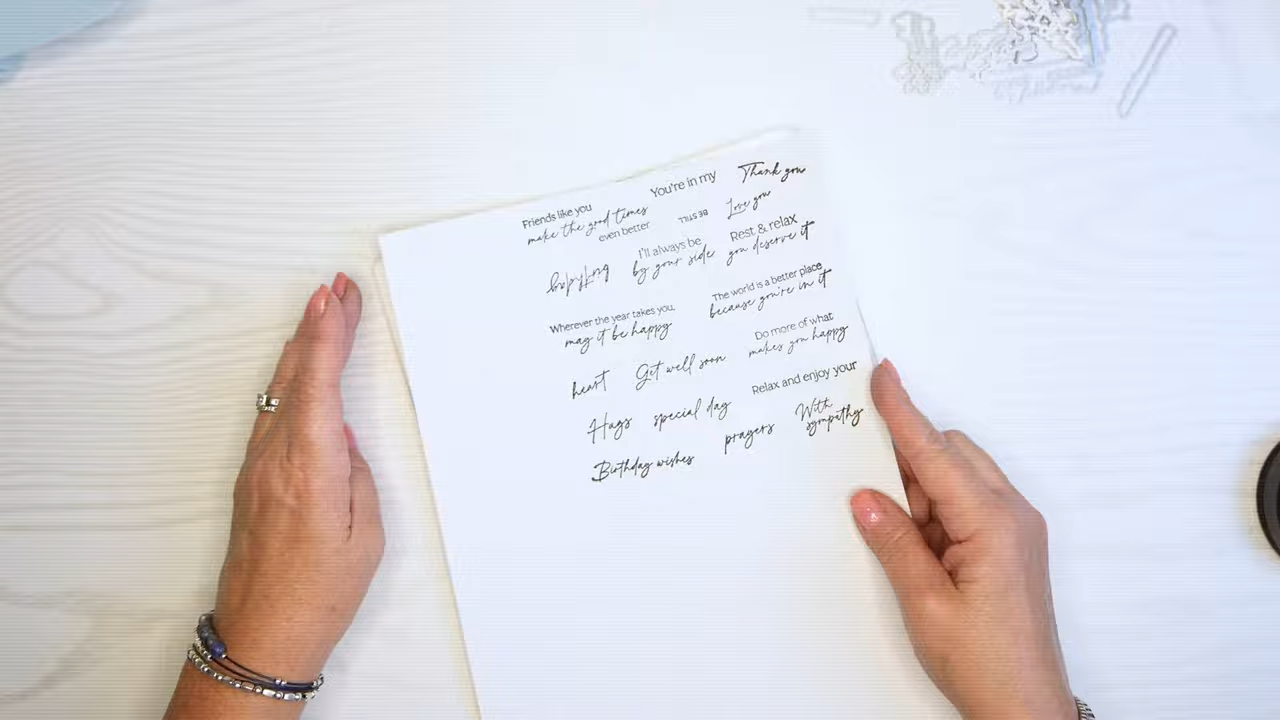 You're in my
Thank you
Friends like you
make the good times
even better
BE STILL
Love you
I'll always be
by your side
Rest & relax
you deserve it
Wherever the year takes you,
may it be happy
The world is a better place
because you're in it
heart
Get well soon
Do more of what
makes you happy
Hugs
special day
Relax and enjoy your
Birthday wishes
prayers
With
sympathy